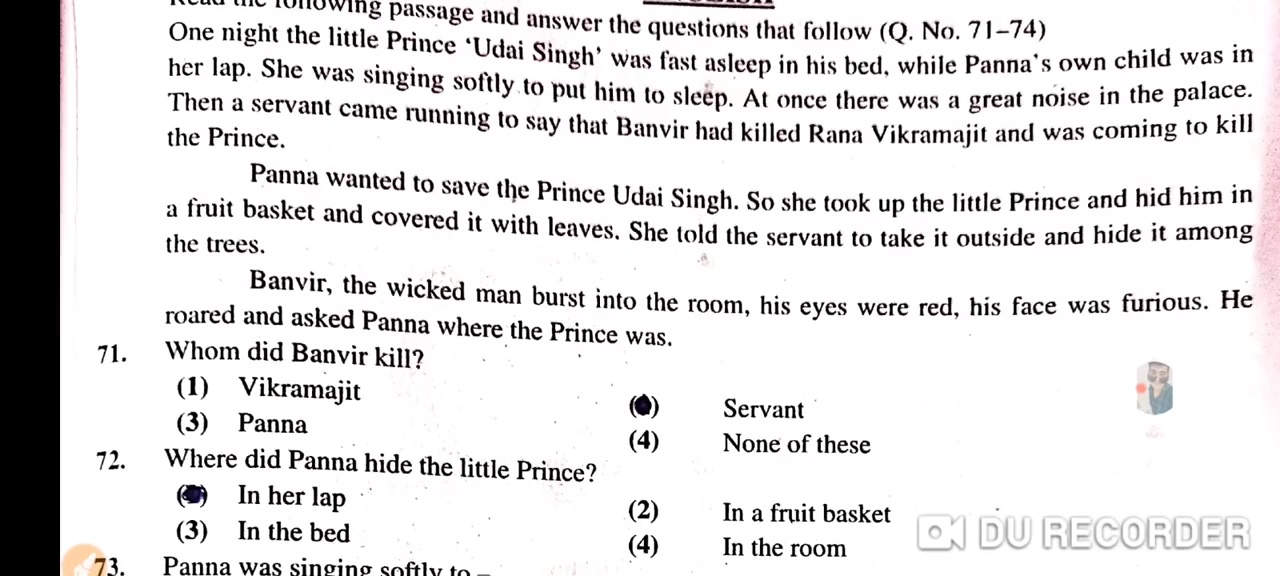 Read the following passage and answer the questions that follow (Q. No. 71–74)
One night the little Prince ‘Udai Singh’ was fast asleep in his bed, while Panna’s own child was in
her lap. She was singing softly to put him to sleep. At once there was a great noise in the palace.
Then a servant came running to say that Banvir had killed Rana Vikramajit and was coming to kill
the Prince.
Panna wanted to save the Prince Udai Singh. So she took up the little Prince and hid him in
a fruit basket and covered it with leaves. She told the servant to take it outside and hide it among
the trees.
Banvir, the wicked man burst into the room, his eyes were red, his face was furious. He
roared and asked Panna where the Prince was.
71. Whom did Banvir kill?
(1) Vikramajit
( ) Servant
(3) Panna
(4) None of these
72. Where did Panna hide the little Prince?
( ) In her lap
(2) In a fruit basket
(3) In the bed
(4) In the room
73. Panna was singing softly to –
DU RECORDER